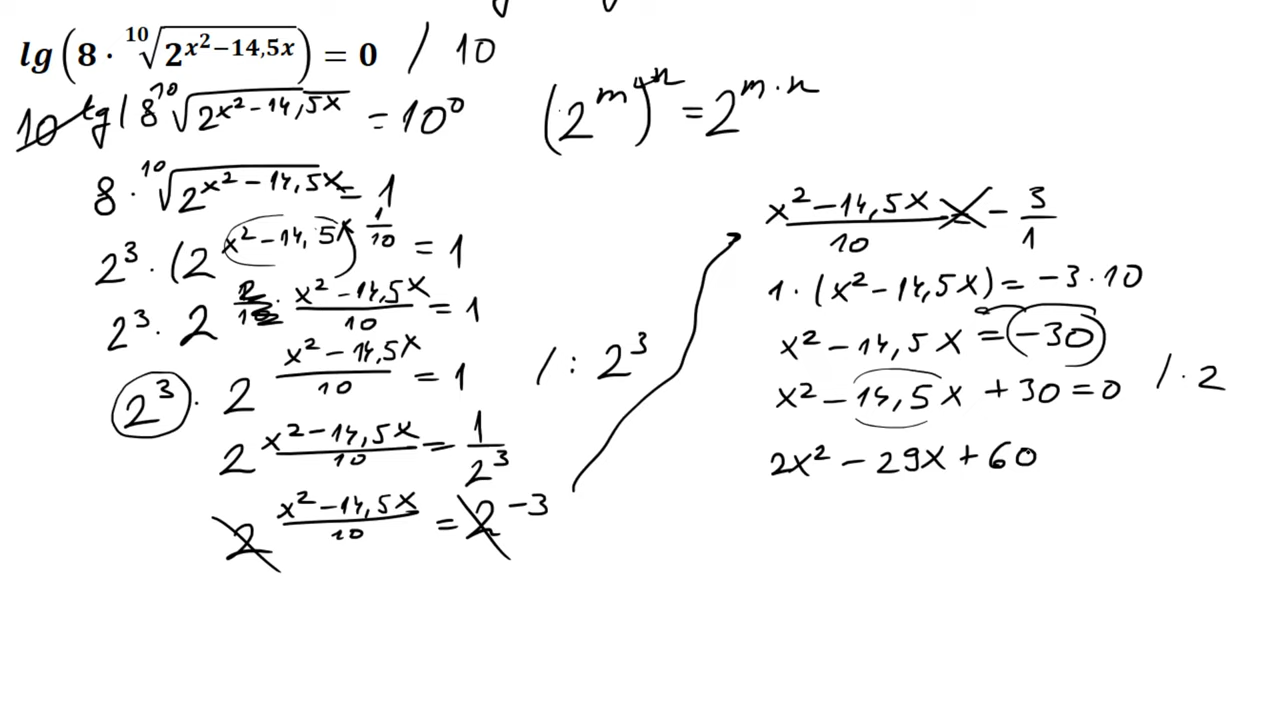 lg(8 · ¹⁰√(2^(x²−14,5x))) = 0 / 10
10^lg(8 ¹⁰√(2^(x²−14,5x)) = 10⁰
(2^m)^n = 2^(m·n)
8 · ¹⁰√(2^(x²−14,5x)) = 1
2³ · (2^(x²−14,5x))^(1/10) = 1
2³ · 2^((x²−14,5x)/10) = 1
2³ · 2^((x²−14,5x)/10) = 1 / : 2³
2^((x²−14,5x)/10) = 1/2³
2^((x²−14,5x)/10) = 2^(−3)
(x²−14,5x)/10 = −3/1
1 · (x²−14,5x) = −3 · 10
x² − 14,5x = −30
x² − 14,5x + 30 = 0 / · 2
2x² − 29x + 60